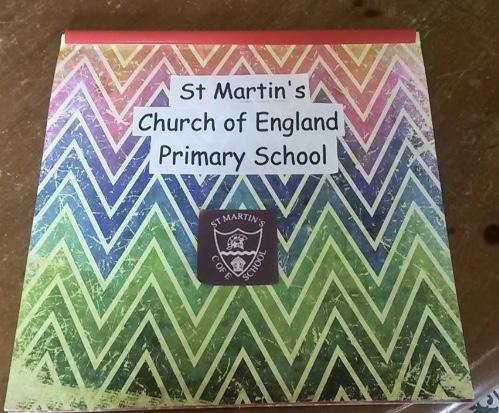 St Martin's
Church of England
Primary School
ST MARTIN'S
C OF E SCHOOL